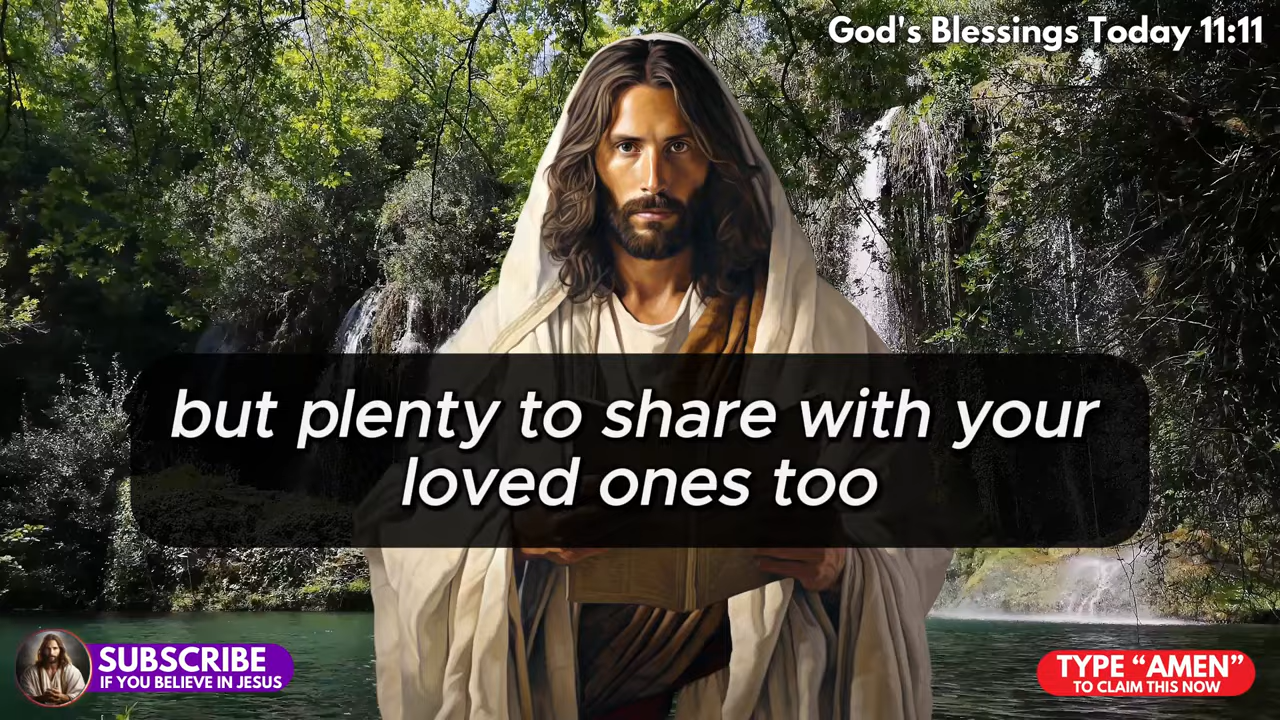 God's Blessings Today 11:11
but plenty to share with your
loved ones too
SUBSCRIBE
IF YOU BELIEVE IN JESUS
TYPE “AMEN”
TO CLAIM THIS NOW